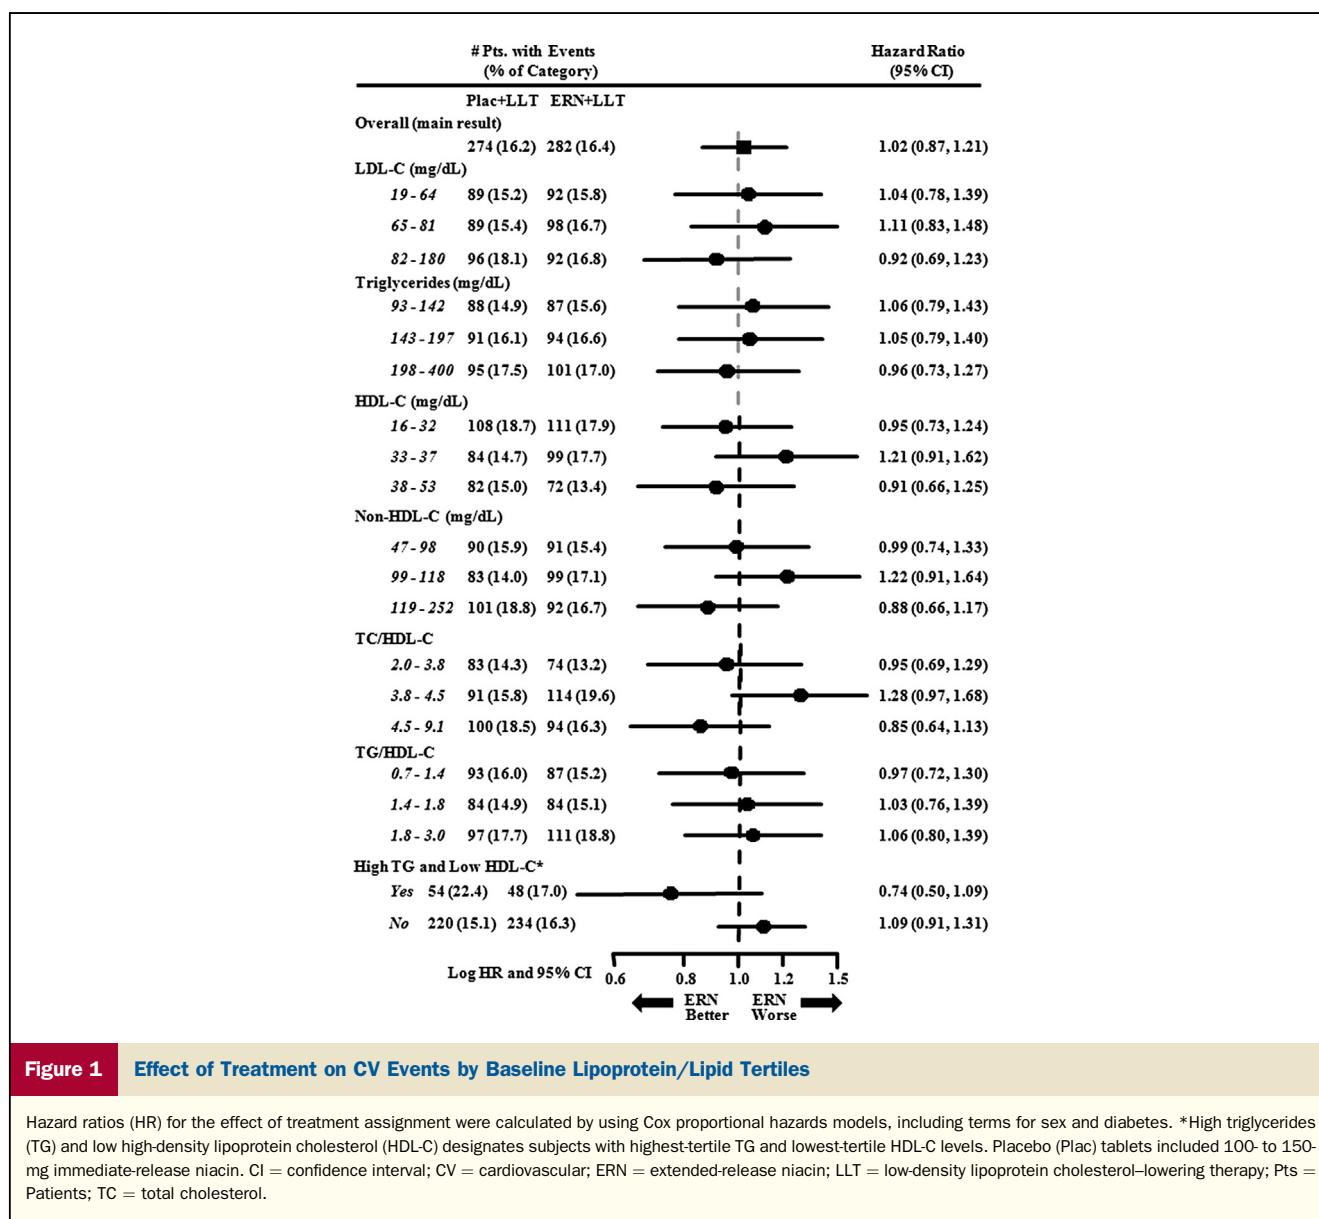 # Pts. with Events Hazard Ratio
(% of Category) (95% CI)
Plac+LLT ERN+LLT
Overall (main result)
274 (16.2) 282 (16.4) 1.02 (0.87, 1.21)
LDL-C (mg/dL)
19 - 64 89 (15.2) 92 (15.8) 1.04 (0.78, 1.39)
65 - 81 89 (15.4) 98 (16.7) 1.11 (0.83, 1.48)
82 - 180 96 (18.1) 92 (16.8) 0.92 (0.69, 1.23)
Triglycerides (mg/dL)
93 - 142 88 (14.9) 87 (15.6) 1.06 (0.79, 1.43)
143 - 197 91 (16.1) 94 (16.6) 1.05 (0.79, 1.40)
198 - 400 95 (17.5) 101 (17.0) 0.96 (0.73, 1.27)
HDL-C (mg/dL)
16 - 32 108 (18.7) 111 (17.9) 0.95 (0.73, 1.24)
33 - 37 84 (14.7) 99 (17.7) 1.21 (0.91, 1.62)
38 - 53 82 (15.0) 72 (13.4) 0.91 (0.66, 1.25)
Non-HDL-C (mg/dL)
47 - 98 90 (15.9) 91 (15.4) 0.99 (0.74, 1.33)
99 - 118 83 (14.0) 99 (17.1) 1.22 (0.91, 1.64)
119 - 252 101 (18.8) 92 (16.7) 0.88 (0.66, 1.17)
TC/HDL-C
2.0 - 3.8 83 (14.3) 74 (13.2) 0.95 (0.69, 1.29)
3.8 - 4.5 91 (15.8) 114 (19.6) 1.28 (0.97, 1.68)
4.5 - 9.1 100 (18.5) 94 (16.3) 0.85 (0.64, 1.13)
TG/HDL-C
0.7 - 1.4 93 (16.0) 87 (15.2) 0.97 (0.72, 1.30)
1.4 - 1.8 84 (14.9) 84 (15.1) 1.03 (0.76, 1.39)
1.8 - 3.0 97 (17.7) 111 (18.8) 1.06 (0.80, 1.39)
High TG and Low HDL-C*
Yes 54 (22.4) 48 (17.0) 0.74 (0.50, 1.09)
No 220 (15.1) 234 (16.3) 1.09 (0.91, 1.31)
Log HR and 95% CI 0.6 0.8 1.0 1.2 1.5
ERN ERN
Better Worse
Figure 1 Effect of Treatment on CV Events by Baseline Lipoprotein/Lipid Tertiles
Hazard ratios (HR) for the effect of treatment assignment were calculated by using Cox proportional hazards models, including terms for sex and diabetes. *High triglycerides
(TG) and low high-density lipoprotein cholesterol (HDL-C) designates subjects with highest-tertile TG and lowest-tertile HDL-C levels. Placebo (Plac) tablets included 100- to 150-
mg immediate-release niacin. CI = confidence interval; CV = cardiovascular; ERN = extended-release niacin; LLT = low-density lipoprotein cholesterol–lowering therapy; Pts =
Patients; TC = total cholesterol.